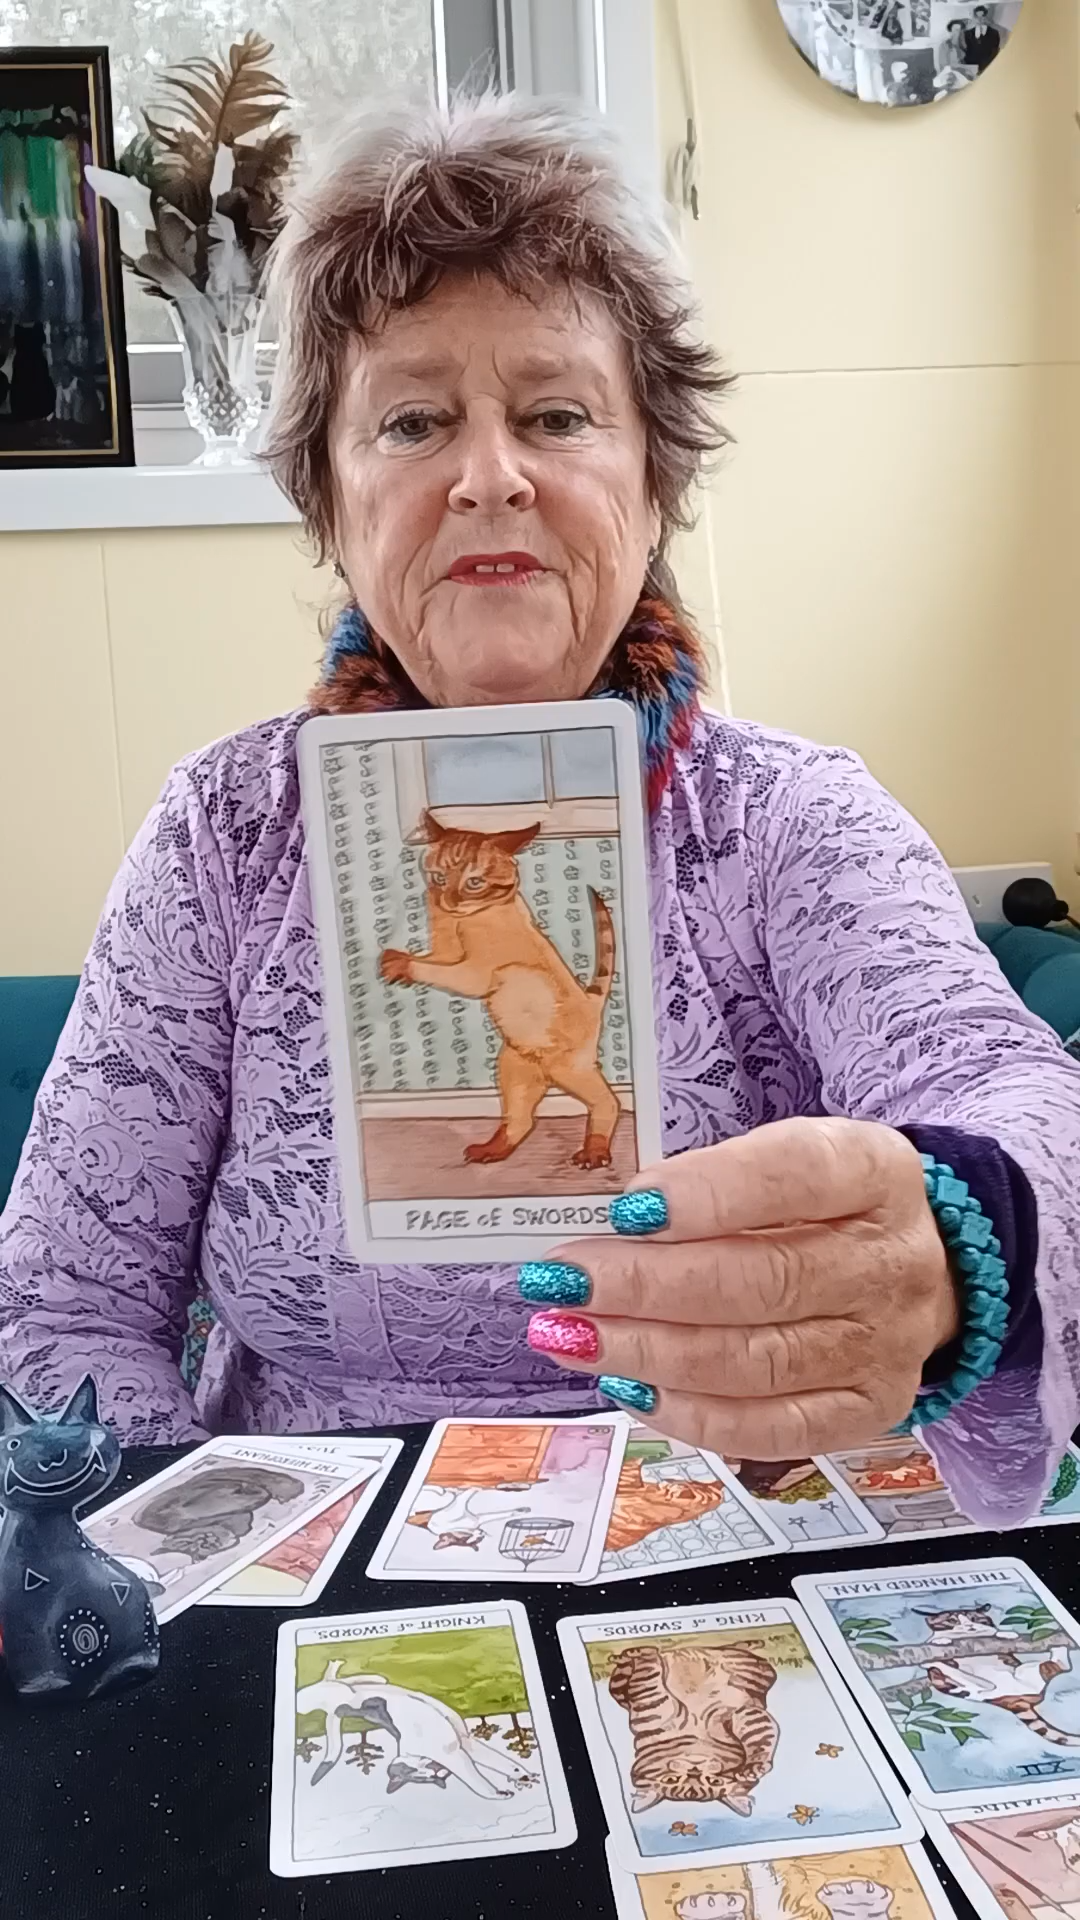 PAGE of SWORDS
THE HIEROPHANT
KNIGHT of SWORDS.
KING of SWORDS.
THE HANGED MAN.
XII